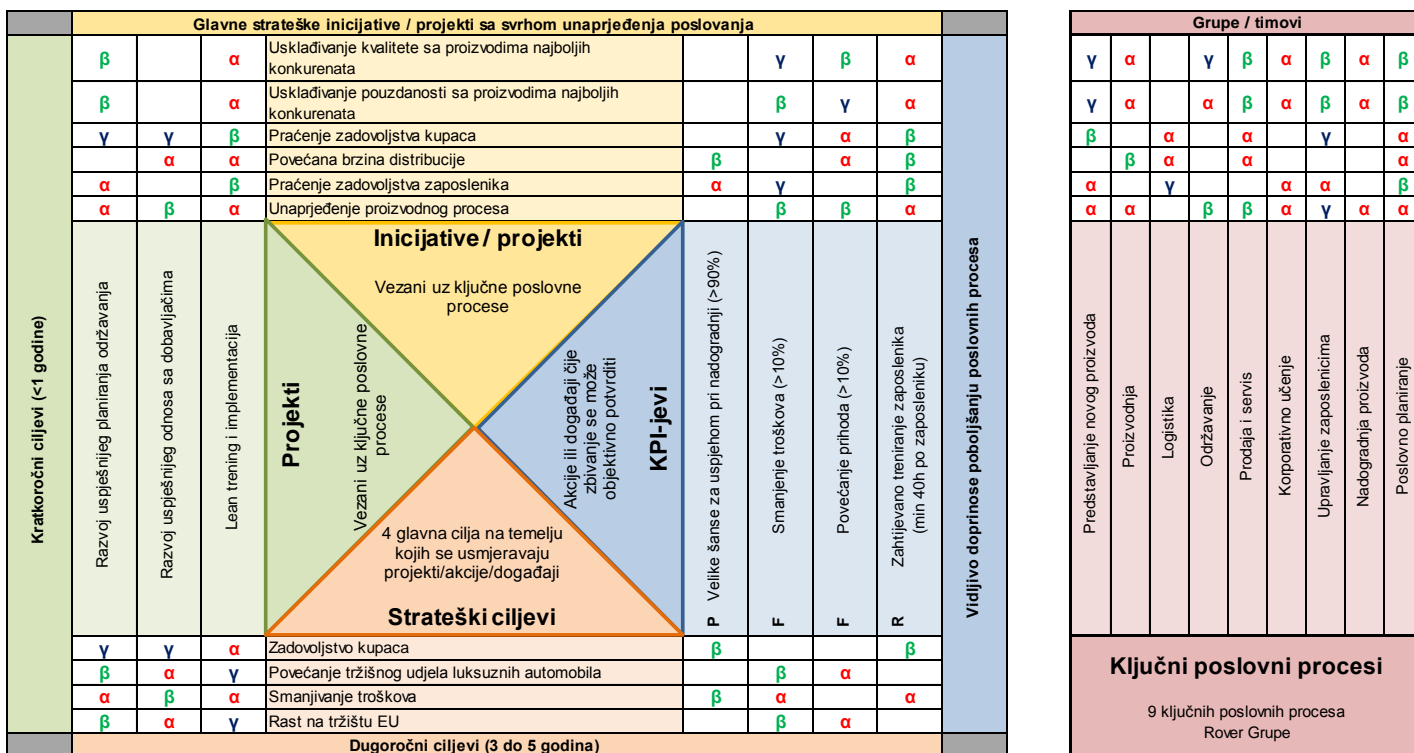 Glavne strateške inicijative / projekti sa svrhom unaprjeđenja poslovanja
Grupe / timovi
β α Usklađivanje kvalitete sa proizvodima najboljih γ β α γ α γ β α β α β
konkurenata
β α Usklađivanje pouzdanosti sa proizvodima najboljih β γ α γ α α β α β α β
konkurenata
γ γ β Praćenje zadovoljstva kupaca γ α β β α α γ α
α α Povećana brzina distribucije β α β β α α α
α β Praćenje zadovoljstva zaposlenika α γ β α γ α α β
α β α Unaprjeđenje proizvodnog procesa β β α α α β β α γ α α
Kratkoročni ciljevi (<1 godine)
Razvoj uspješnijeg planiranja održavanja
Razvoj uspješnijeg odnosa sa dobavljačima
Lean trening i implementacija
Inicijative / projekti
Vezani uz ključne poslovne
procese
Projekti
Vezani uz ključne poslovne
procese
Akcije ili događaji čije
zbivanje se može
objektivno potvrditi
KPI-jevi
4 glavna cilja na temelju
kojih se usmjeravaju
projekti/akcije/događaji
Strateški ciljevi
P Velike šanse za uspjehom pri nadogradnji (>90%)
F Smanjenje troškova (>10%)
F Povećanje prihoda (>10%)
R Zahtijevano treniranje zaposlenika
(min 40h po zaposleniku)
Vidljivo doprinose poboljšanju poslovnih procesa
Predstavljanje novog proizvoda
Proizvodnja
Logistika
Održavanje
Prodaja i servis
Korporativno učenje
Upravljanje zaposlenicima
Nadogradnja proizvoda
Poslovno planiranje
γ γ α Zadovoljstvo kupaca β β
β α γ Povećanje tržišnog udjela luksuznih automobila β α
α β α Smanjivanje troškova β α α
β α γ Rast na tržištu EU β α
Dugoročni ciljevi (3 do 5 godina)
Ključni poslovni procesi
9 ključnih poslovnih procesa
Rover Grupe